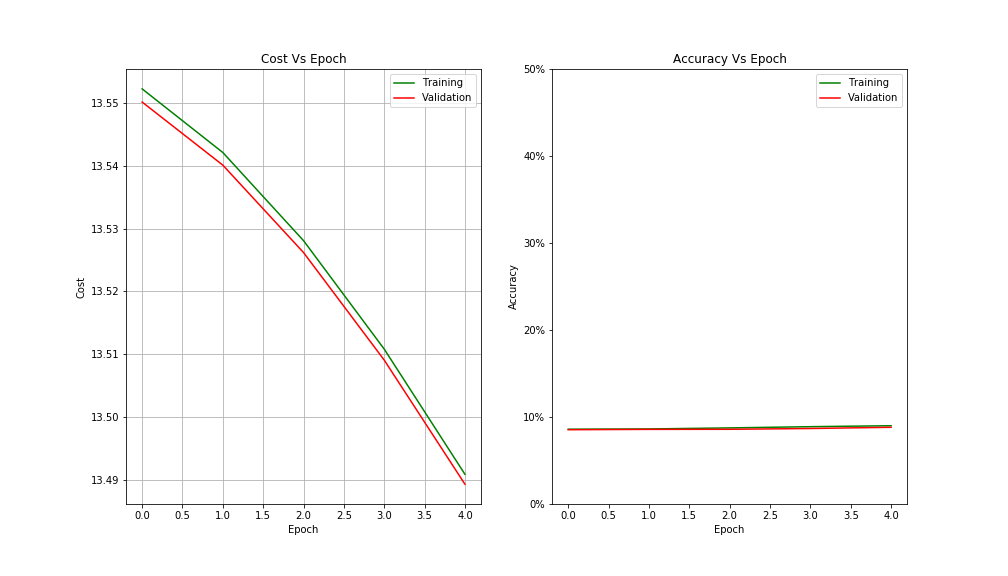 Cost Vs Epoch
Training
Validation
13.55
13.54
13.53
13.52
13.51
13.50
13.49
Cost
0.0 0.5 1.0 1.5 2.0 2.5 3.0 3.5 4.0
Epoch
Accuracy Vs Epoch
Training
Validation
50%
40%
30%
20%
10%
0%
Accuracy
0.0 0.5 1.0 1.5 2.0 2.5 3.0 3.5 4.0
Epoch